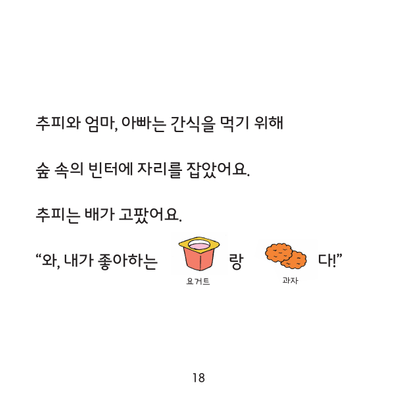 추피와 엄마, 아빠는 간식을 먹기 위해
숲 속의 빈터에 자리를 잡았어요.
추피는 배가 고팠어요.
“와, 내가 좋아하는 랑 다!”
요거트 과자
18